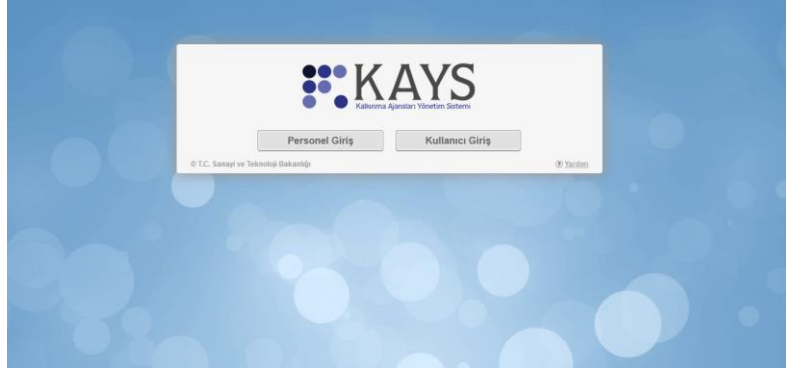 KAYS
Kalkınma Ajansları Yönetim Sistemi
Personel Giriş
Kullanıcı Giriş
© T.C. Sanayi ve Teknoloji Bakanlığı
? Yardım